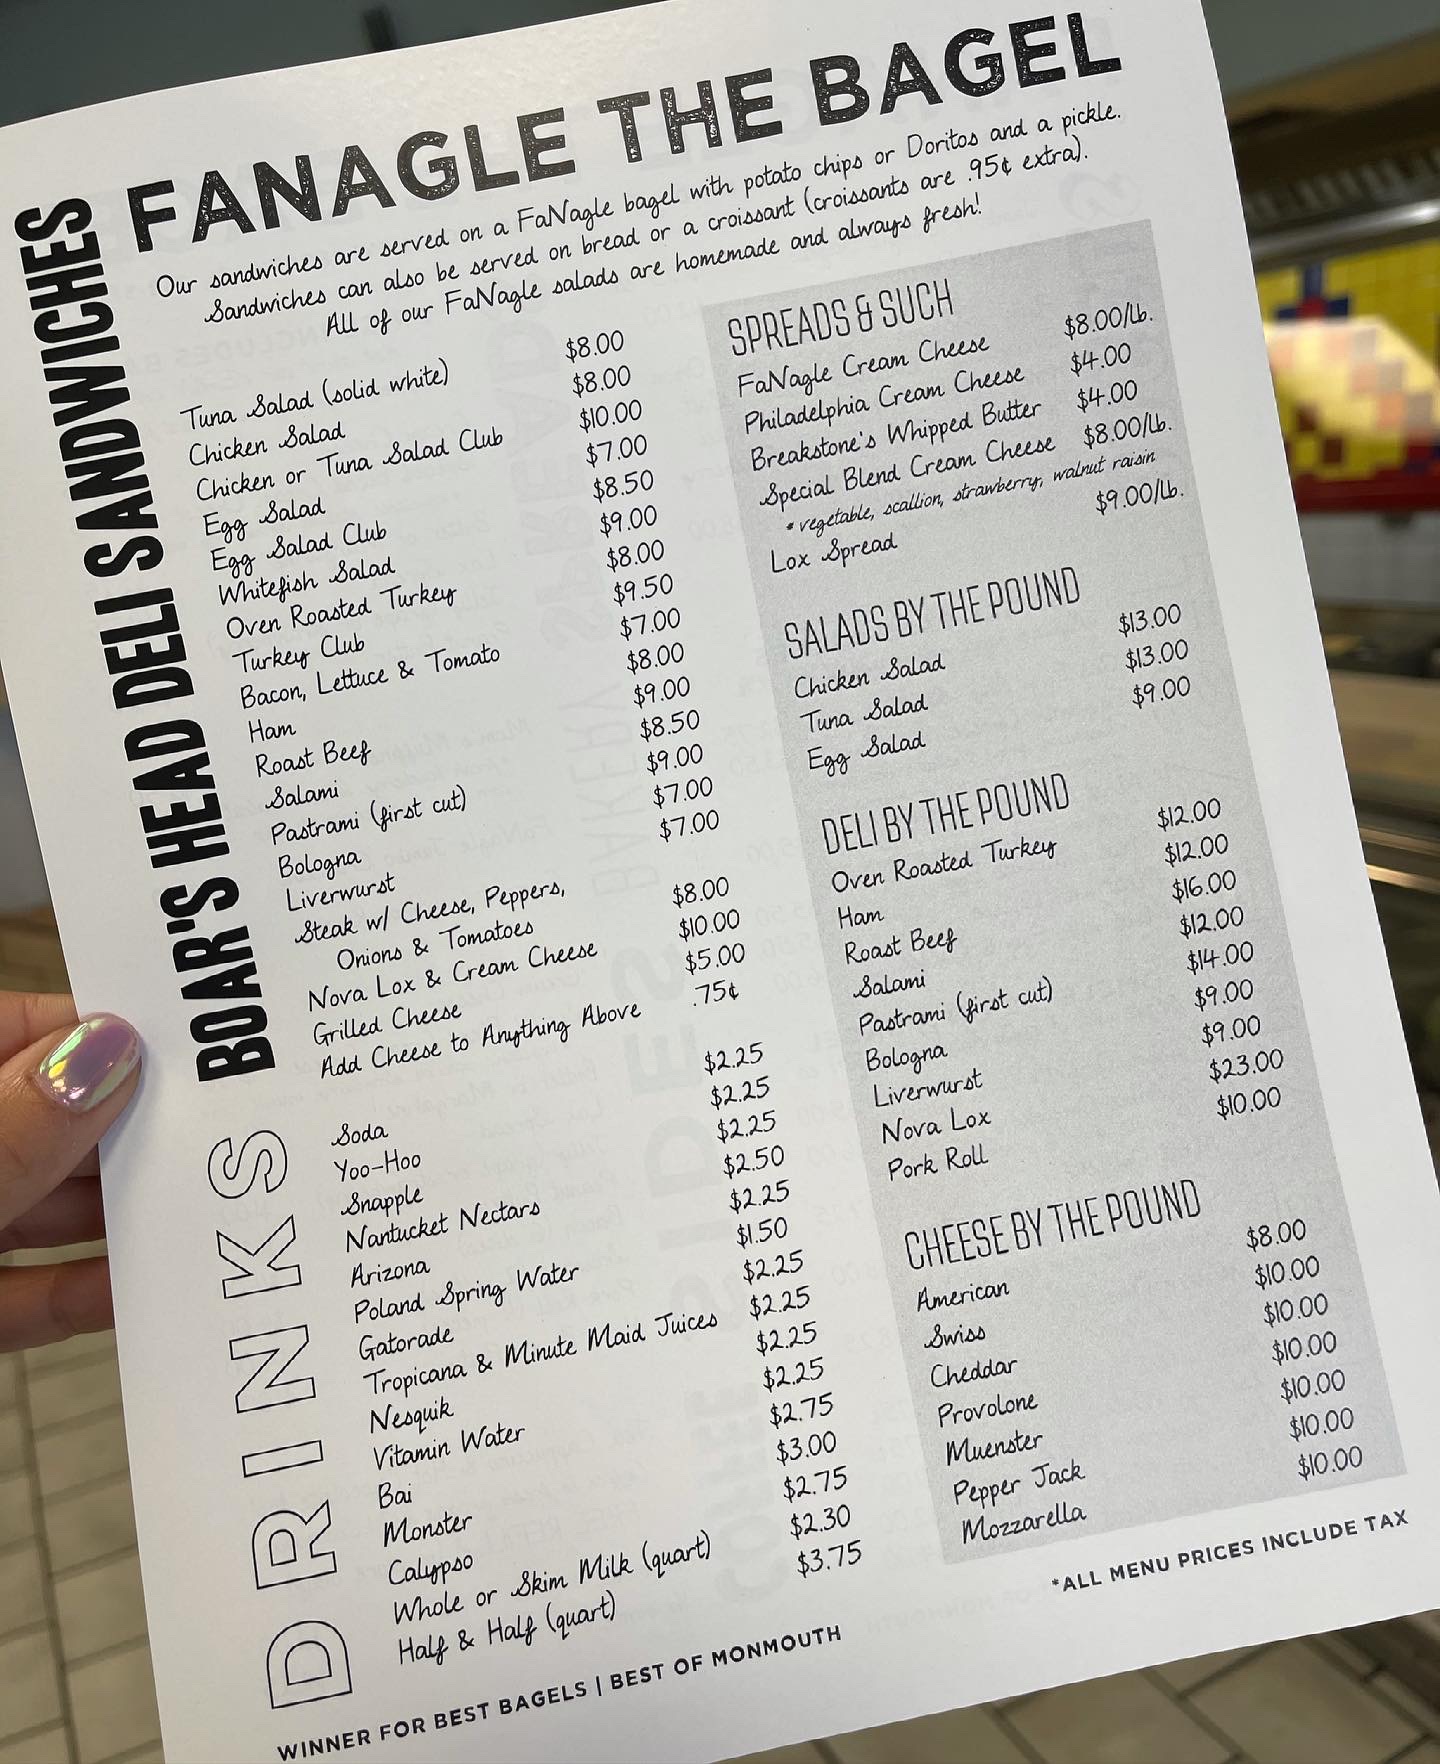 FANAGLE THE BAGEL
Our sandwiches are served on a FaNagle bagel with potato chips or Doritos and a pickle.
Sandwiches can also be served on bread or a croissant (croissants are .95¢ extra).
All of our FaNagle salads are homemade and always fresh!
BOAR'S HEAD DELI SANDWICHES
Tuna Salad (solid white) $8.00
Chicken Salad $8.00
Chicken or Tuna Salad Club $10.00
Egg Salad $7.00
Egg Salad Club $8.50
Whitefish Salad $9.00
Oven Roasted Turkey $8.00
Turkey Club $9.50
Bacon, Lettuce & Tomato $7.00
Ham $8.00
Roast Beef $9.00
Salami $8.50
Pastrami (first cut) $9.00
Bologna $7.00
Liverwurst $7.00
Steak w/ Cheese, Peppers,
Onions & Tomatoes $8.00
Nova Lox & Cream Cheese $10.00
Grilled Cheese $5.00
Add Cheese to Anything Above .75¢
DRINKS
Soda $2.25
Yoo-Hoo $2.25
Snapple $2.25
Nantucket Nectars $2.50
Arizona $2.25
Poland Spring Water $1.50
Gatorade $2.25
Tropicana & Minute Maid Juices $2.25
Nesquik $2.25
Vitamin Water $2.25
Bai $2.75
Monster $3.00
Calypso $2.75
Whole or Skim Milk (quart) $2.30
Half & Half (quart) $3.75
SPREADS & SUCH
FaNagle Cream Cheese $8.00/lb.
Philadelphia Cream Cheese $4.00
Breakstone's Whipped Butter $4.00
Special Blend Cream Cheese $8.00/lb.
* vegetable, scallion, strawberry, walnut raisin
Lox Spread $9.00/lb.
SALADS BY THE POUND
Chicken Salad $13.00
Tuna Salad $13.00
Egg Salad $9.00
DELI BY THE POUND
Oven Roasted Turkey $12.00
Ham $12.00
Roast Beef $16.00
Salami $12.00
Pastrami (first cut) $14.00
Bologna $9.00
Liverwurst $9.00
Nova Lox $23.00
Pork Roll $10.00
CHEESE BY THE POUND
American $8.00
Swiss $10.00
Cheddar $10.00
Provolone $10.00
Muenster $10.00
Pepper Jack $10.00
Mozzarella $10.00
*ALL MENU PRICES INCLUDE TAX
WINNER FOR BEST BAGELS | BEST OF MONMOUTH